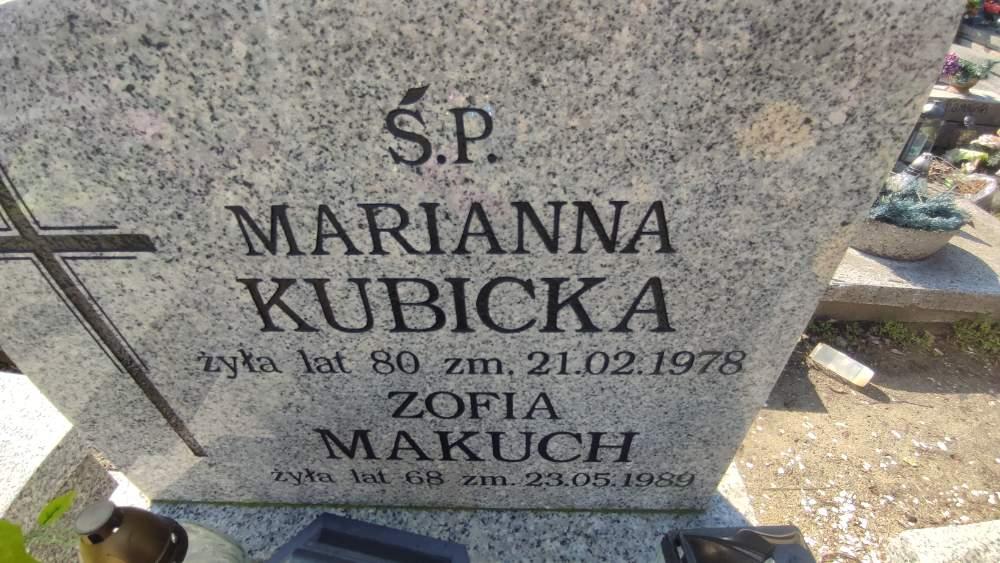 Ś.P.
MARIANNA
KUBICKA
żyła lat 80 zm. 21.02.1978
ZOFIA
MAKUCH
żyła lat 68 zm. 23.05.1989